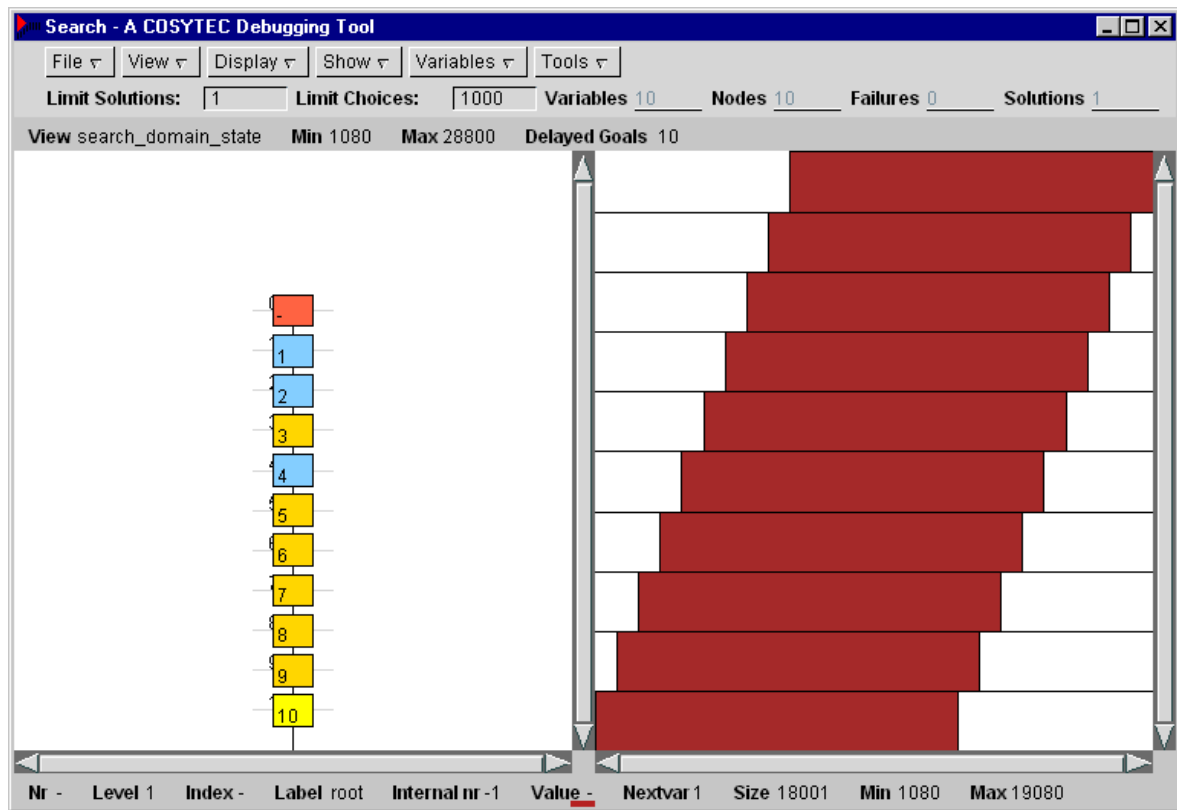 Search - A COSYTEC Debugging Tool
File View Display Show Variables Tools
Limit Solutions: 1 Limit Choices: 1000 Variables 10 Nodes 10 Failures 0 Solutions 1
View search_domain_state Min 1080 Max 28800 Delayed Goals 10
-
1
2
3
4
5
6
7
8
9
10
Nr - Level 1 Index - Label root Internal nr -1 Value - Nextvar 1 Size 18001 Min 1080 Max 19080